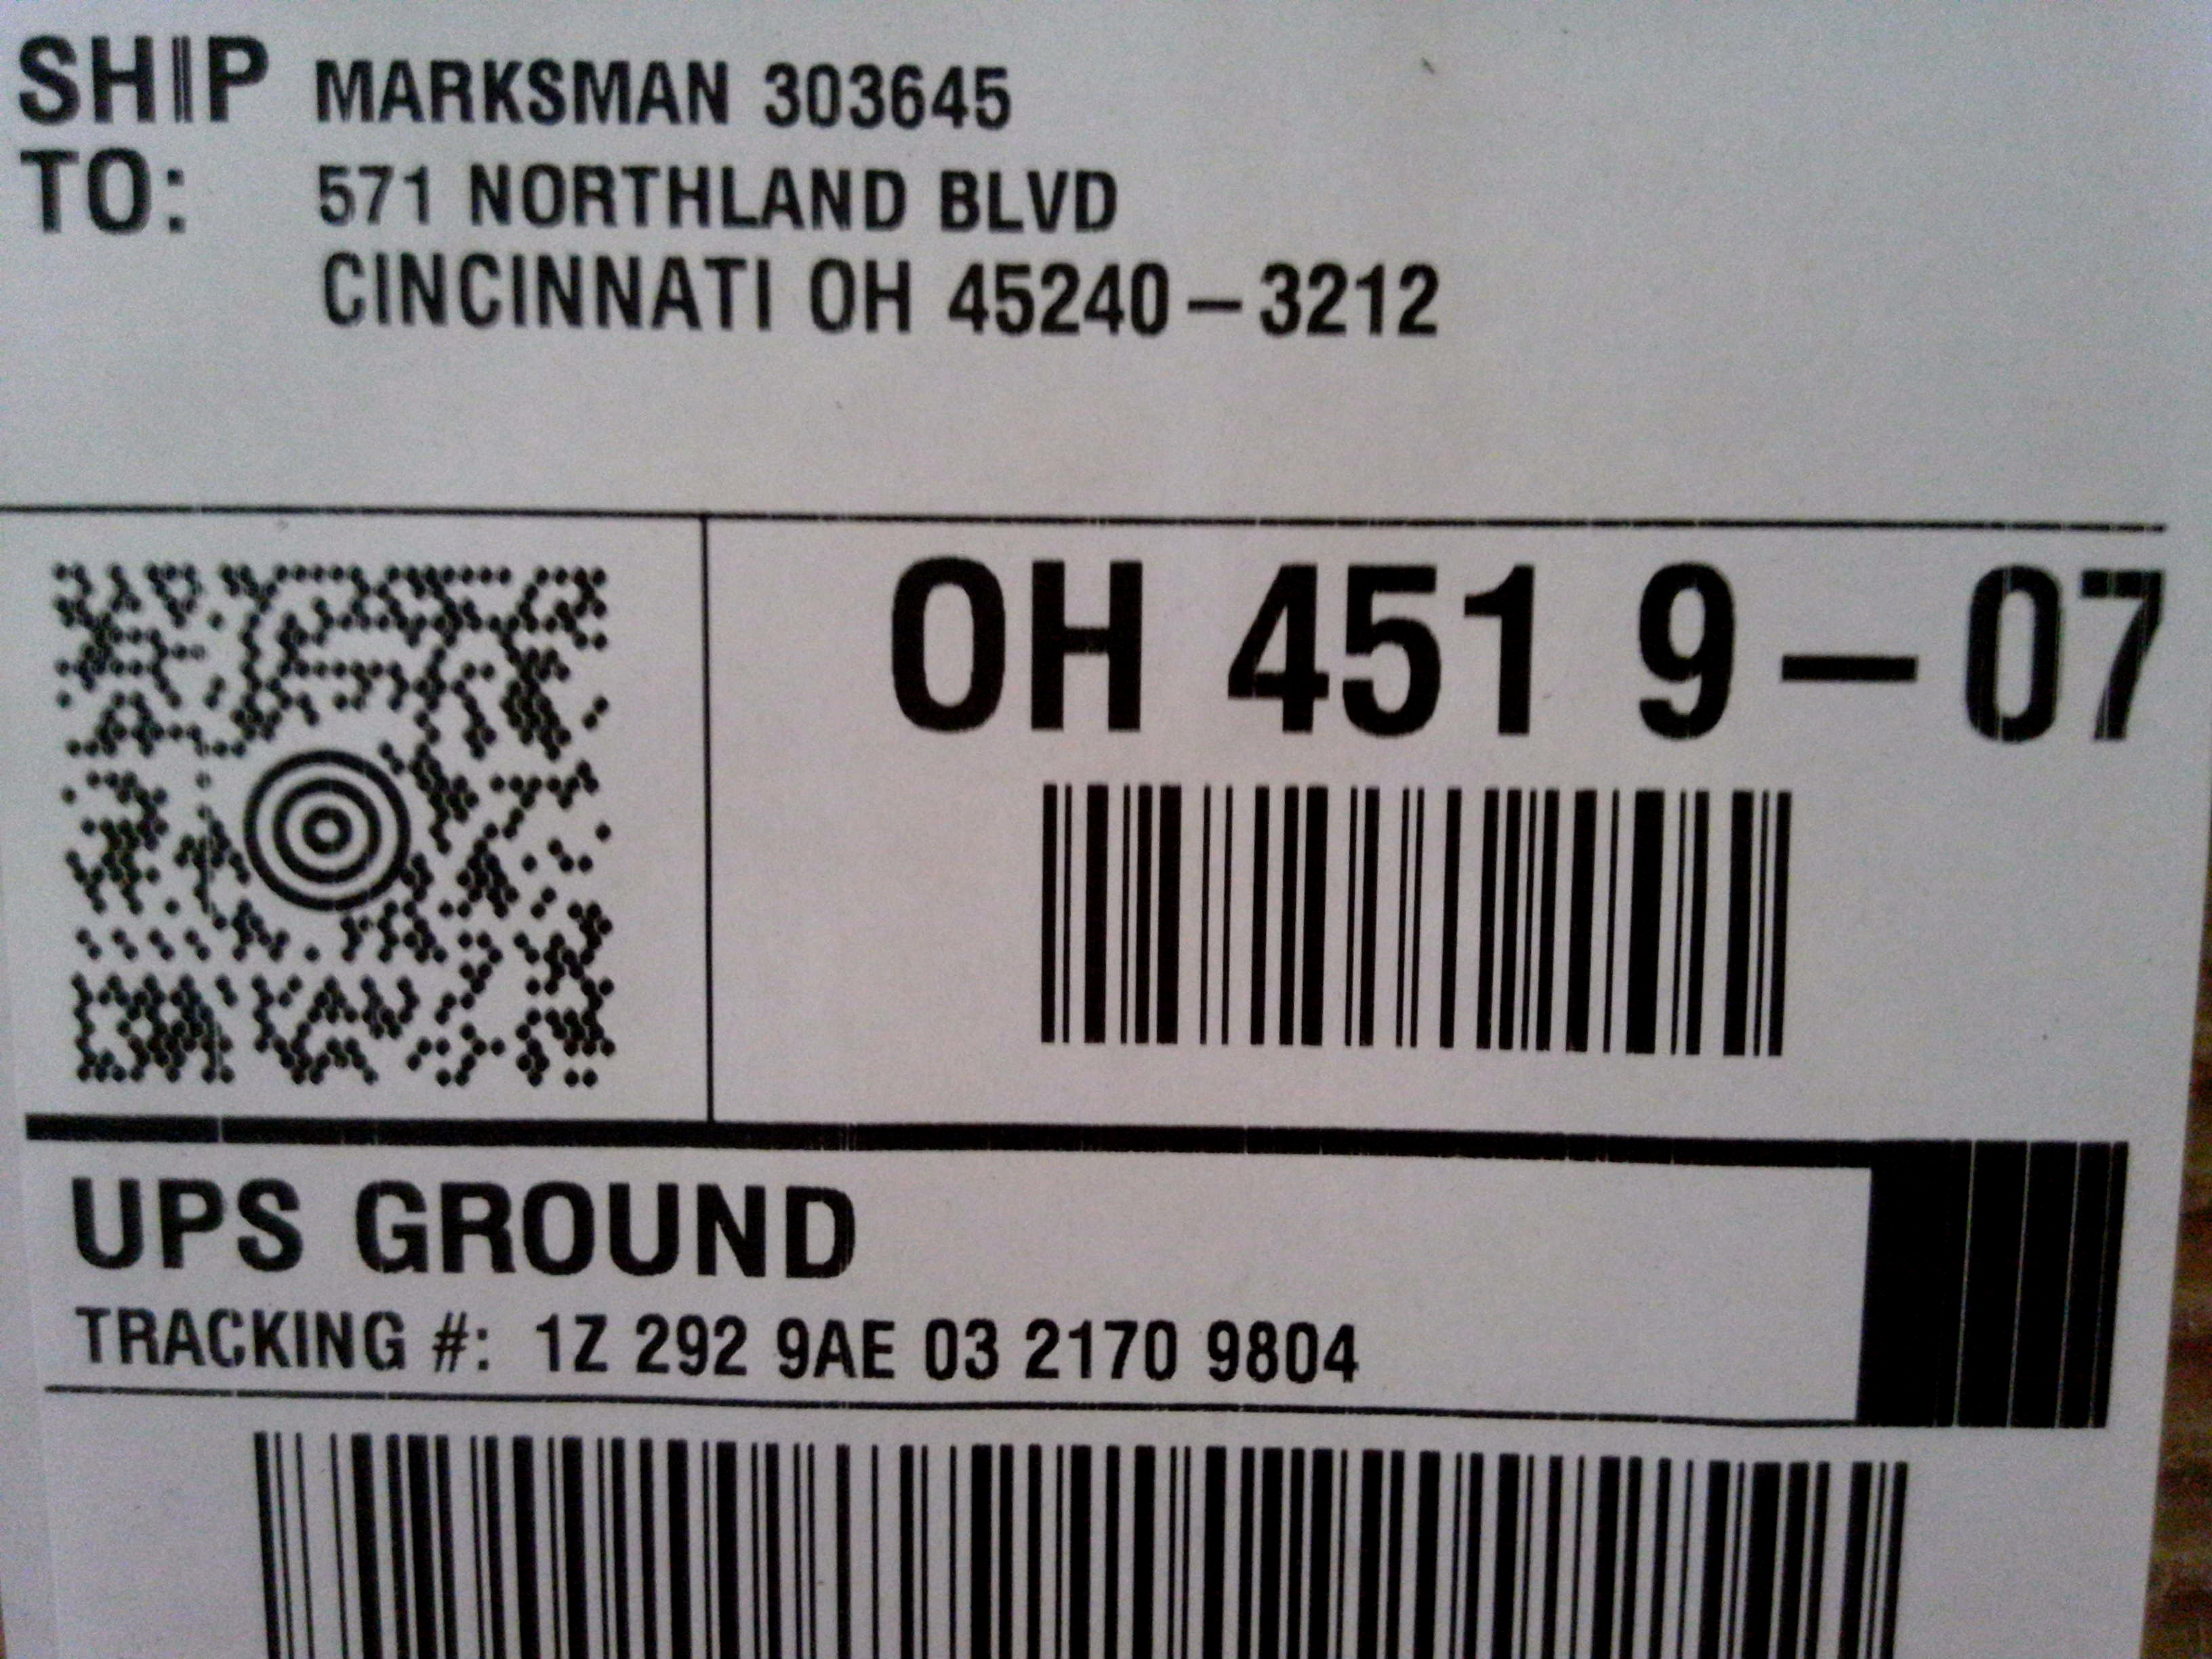 SHIP MARKSMAN 303645
TO: 571 NORTHLAND BLVD
CINCINNATI OH 45240-3212
OH 451 9-07
UPS GROUND
TRACKING #: 1Z 292 9AE 03 2170 9804